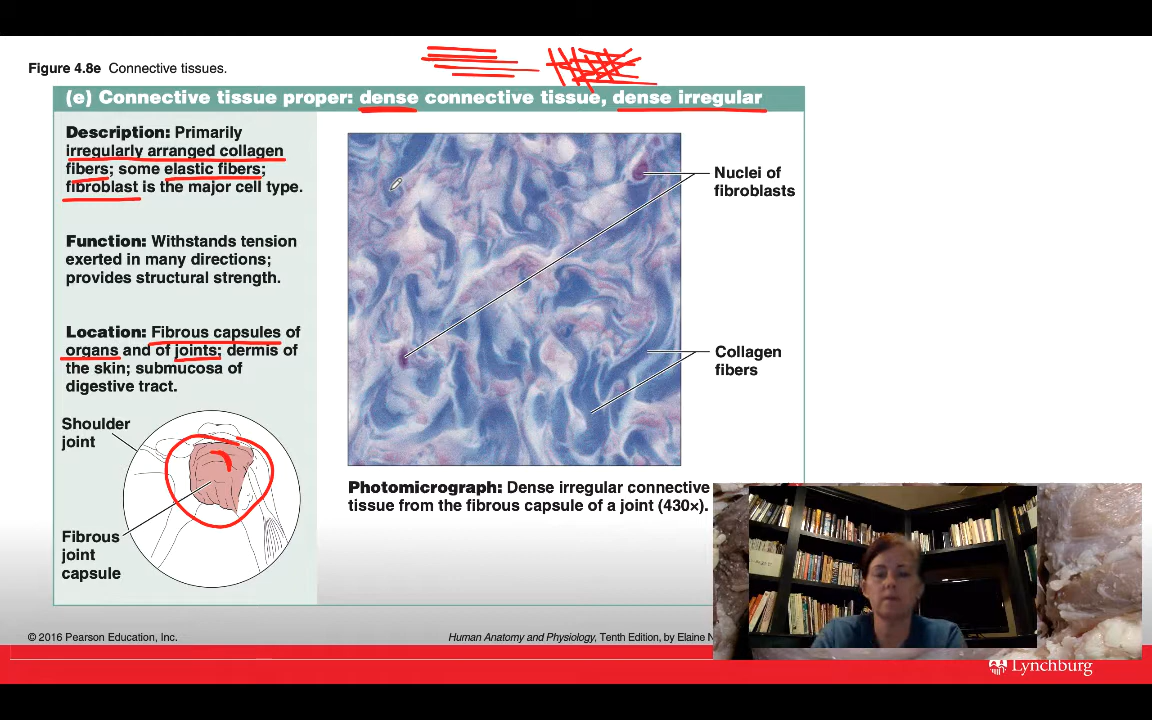 Figure 4.8e Connective tissues.
(e) Connective tissue proper: dense connective tissue, dense irregular
Description: Primarily
irregularly arranged collagen
fibers; some elastic fibers;
fibroblast is the major cell type.
Function: Withstands tension
exerted in many directions;
provides structural strength.
Location: Fibrous capsules of
organs and of joints; dermis of
the skin; submucosa of
digestive tract.
Shoulder
joint
Fibrous
joint
capsule
Nuclei of
fibroblasts
Collagen
fibers
Photomicrograph: Dense irregular connective
tissue from the fibrous capsule of a joint (430×).
© 2016 Pearson Education, Inc.
Human Anatomy and Physiology, Tenth Edition, by Elaine N
Lynchburg